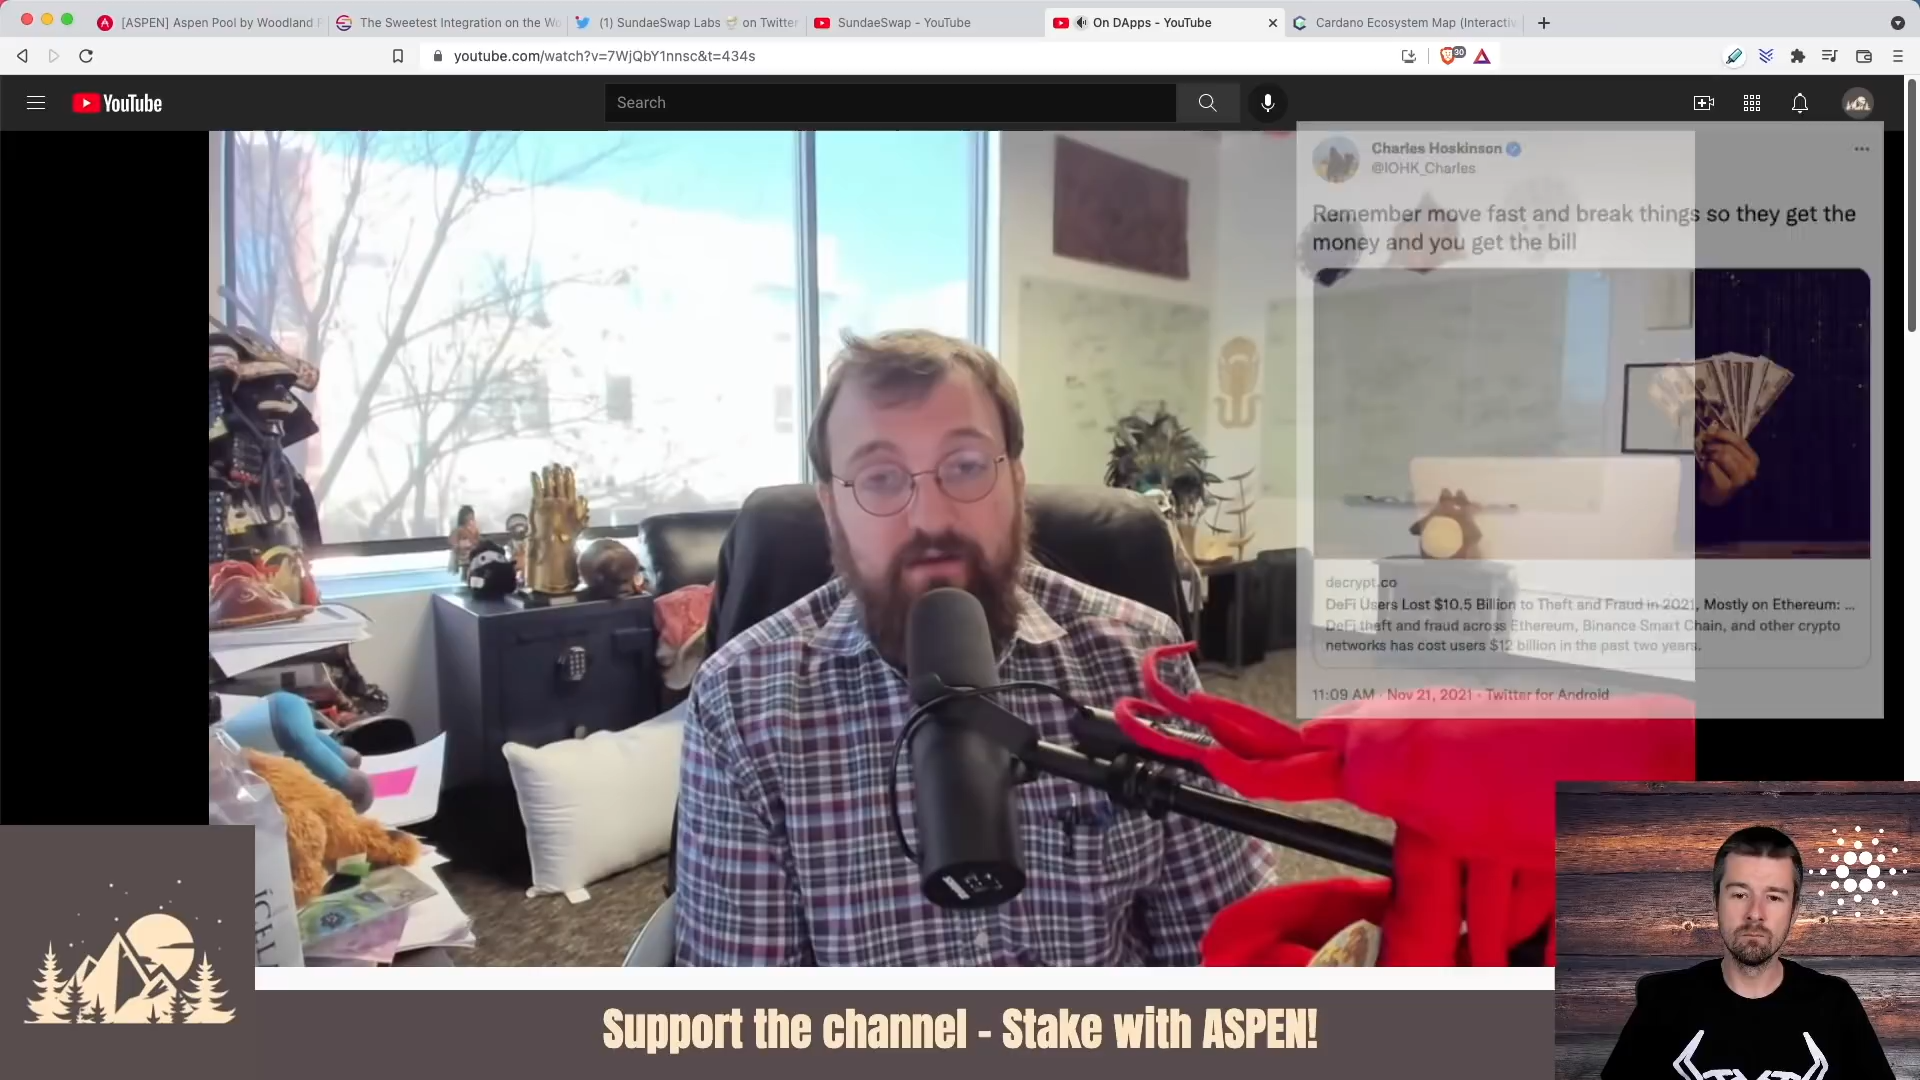 [ASPEN] Aspen Pool by Woodland P
The Sweetest Integration on the Wo
(1) SundaeSwap Labs 🍨 on Twitter
SundaeSwap - YouTube
On DApps - YouTube
Cardano Ecosystem Map (Interactiv
youtube.com/watch?v=7WjQbY1nnsc&t=434s
30
YouTube
Search
Charles Hoskinson
@IOHK_Charles
Remember move fast and break things so they get the
money and you get the bill
decrypt.co
DeFi Users Lost $10.5 Billion to Theft and Fraud in 2021, Mostly on Ethereum: ...
DeFi theft and fraud across Ethereum, Binance Smart Chain, and other crypto
networks has cost users $12 billion in the past two years.
11:09 AM · Nov 21, 2021 · Twitter for Android
Support the channel - Stake with ASPEN!